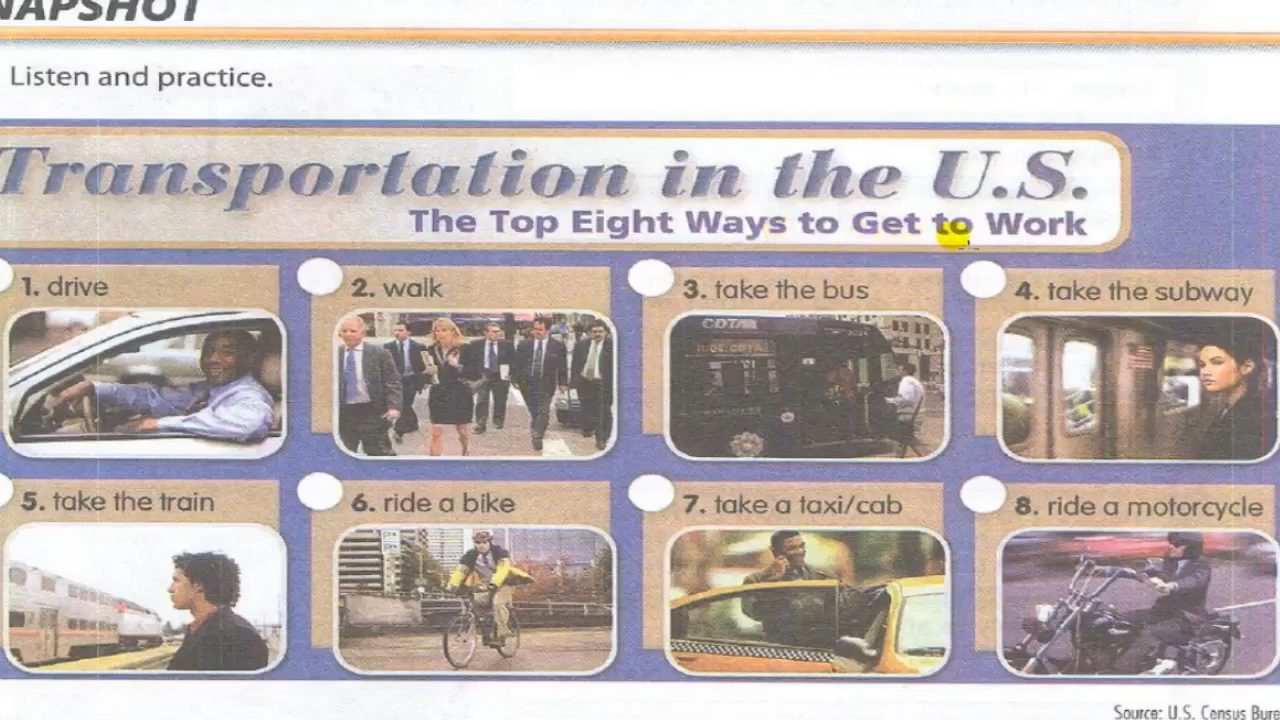 NAPSHOT
Listen and practice.
Transportation in the U.S.
The Top Eight Ways to Get to Work
1. drive
2. walk
3. take the bus
4. take the subway
5. take the train
6. ride a bike
7. take a taxi/cab
8. ride a motorcycle
Source: U.S. Census Bure